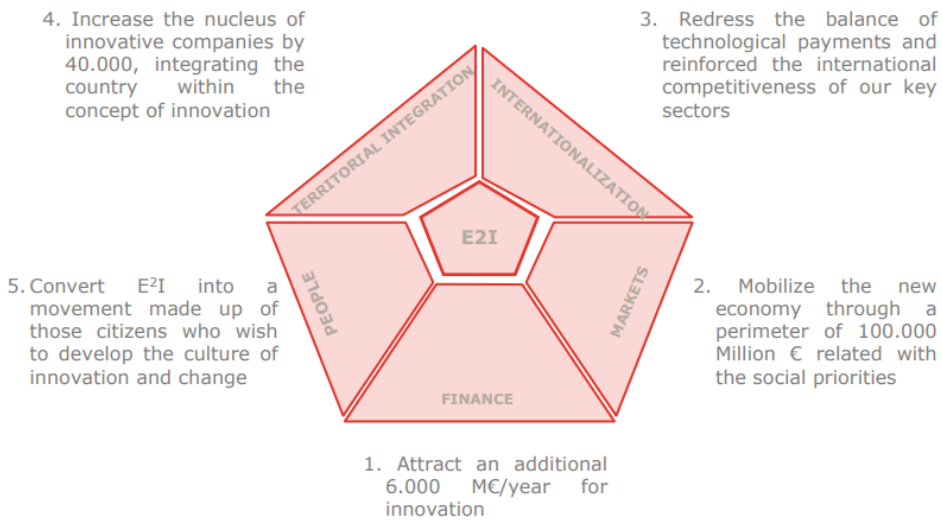 4. Increase the nucleus of
innovative companies by
40.000, integrating the
country within the
concept of innovation
3. Redress the balance of
technological payments and
reinforced the international
competitiveness of our key
sectors
TERRITORIAL INTEGRATION
INTERNATIONALIZATION
E2I
PEOPLE
MARKETS
FINANCE
5. Convert E²I into a
movement made up of
those citizens who wish
to develop the culture of
innovation and change
2. Mobilize the new
economy through a
perimeter of 100.000
Million € related with
the social priorities
1. Attract an additional
6.000 M€/year for
innovation